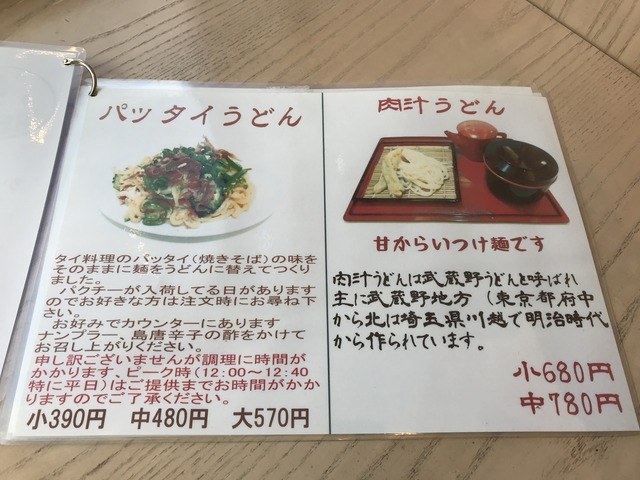 パッタイうどん
タイ料理のパッタイ(焼きそば)の味を
そのままに麺をうどんに替えてつくり
ました。
パクチーが入荷してる日があります
のでお好きな方は注文時にお尋ね下
さい。
お好みでカウンターにあります
ナンプラー、島唐辛子の酢をかけて
お召し上がりください。
申し訳ございませんが調理に時間が
かかります、ピーク時(12:00～12:40
特に平日)はご提供までお時間がかか
りますのでご了承ください。
小390円 中480円 大570円
肉汁うどん
甘からいつけ麺です
肉汁うどんは武蔵野うどんと呼ばれ
主に武蔵野地方(東京都府中
から北は埼玉県川越で明治時代
から作られています。
小680円
中780円